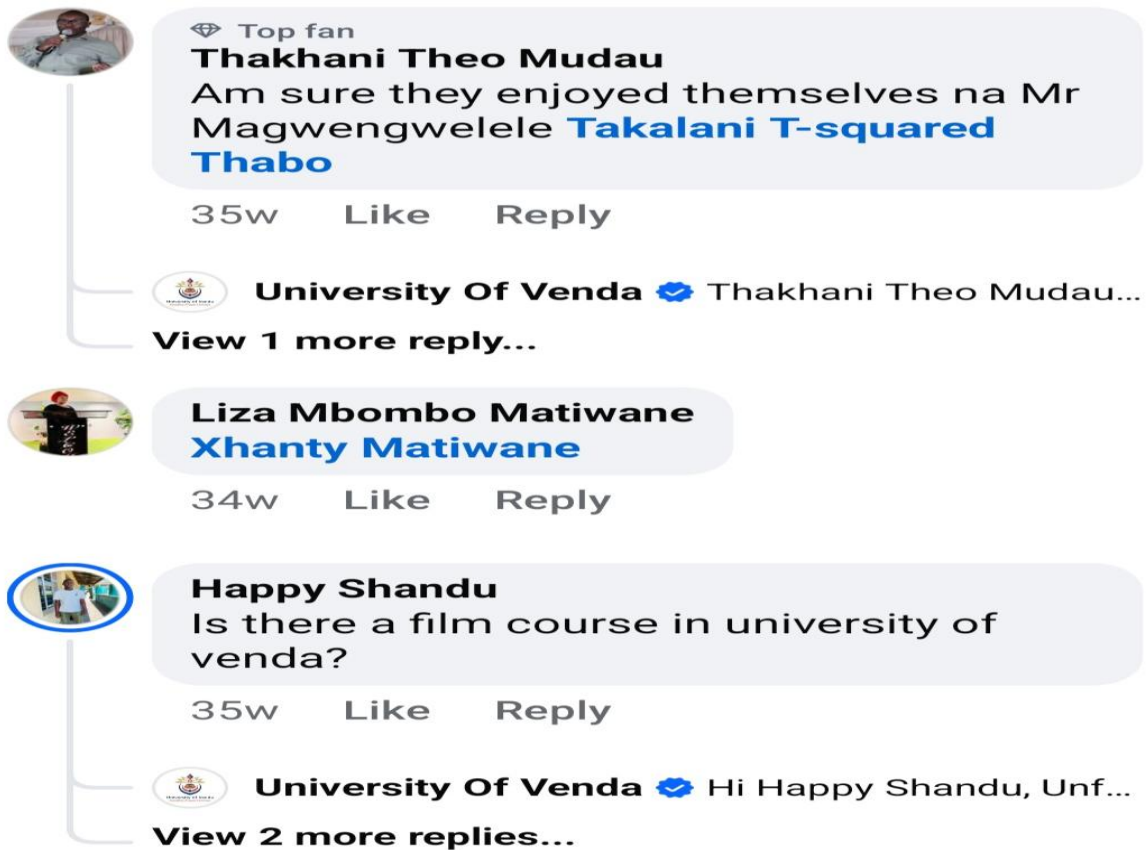 Top fan
Thakhani Theo Mudau
Am sure they enjoyed themselves na Mr
Magwengwelele Takalani T-squared
Thabo
35w Like Reply
University Of Venda Thakhani Theo Mudau...
View 1 more reply...
Liza Mbombo Matiwane
Xhanty Matiwane
34w Like Reply
Happy Shandu
Is there a film course in university of
venda?
35w Like Reply
University Of Venda Hi Happy Shandu, Unf...
View 2 more replies...